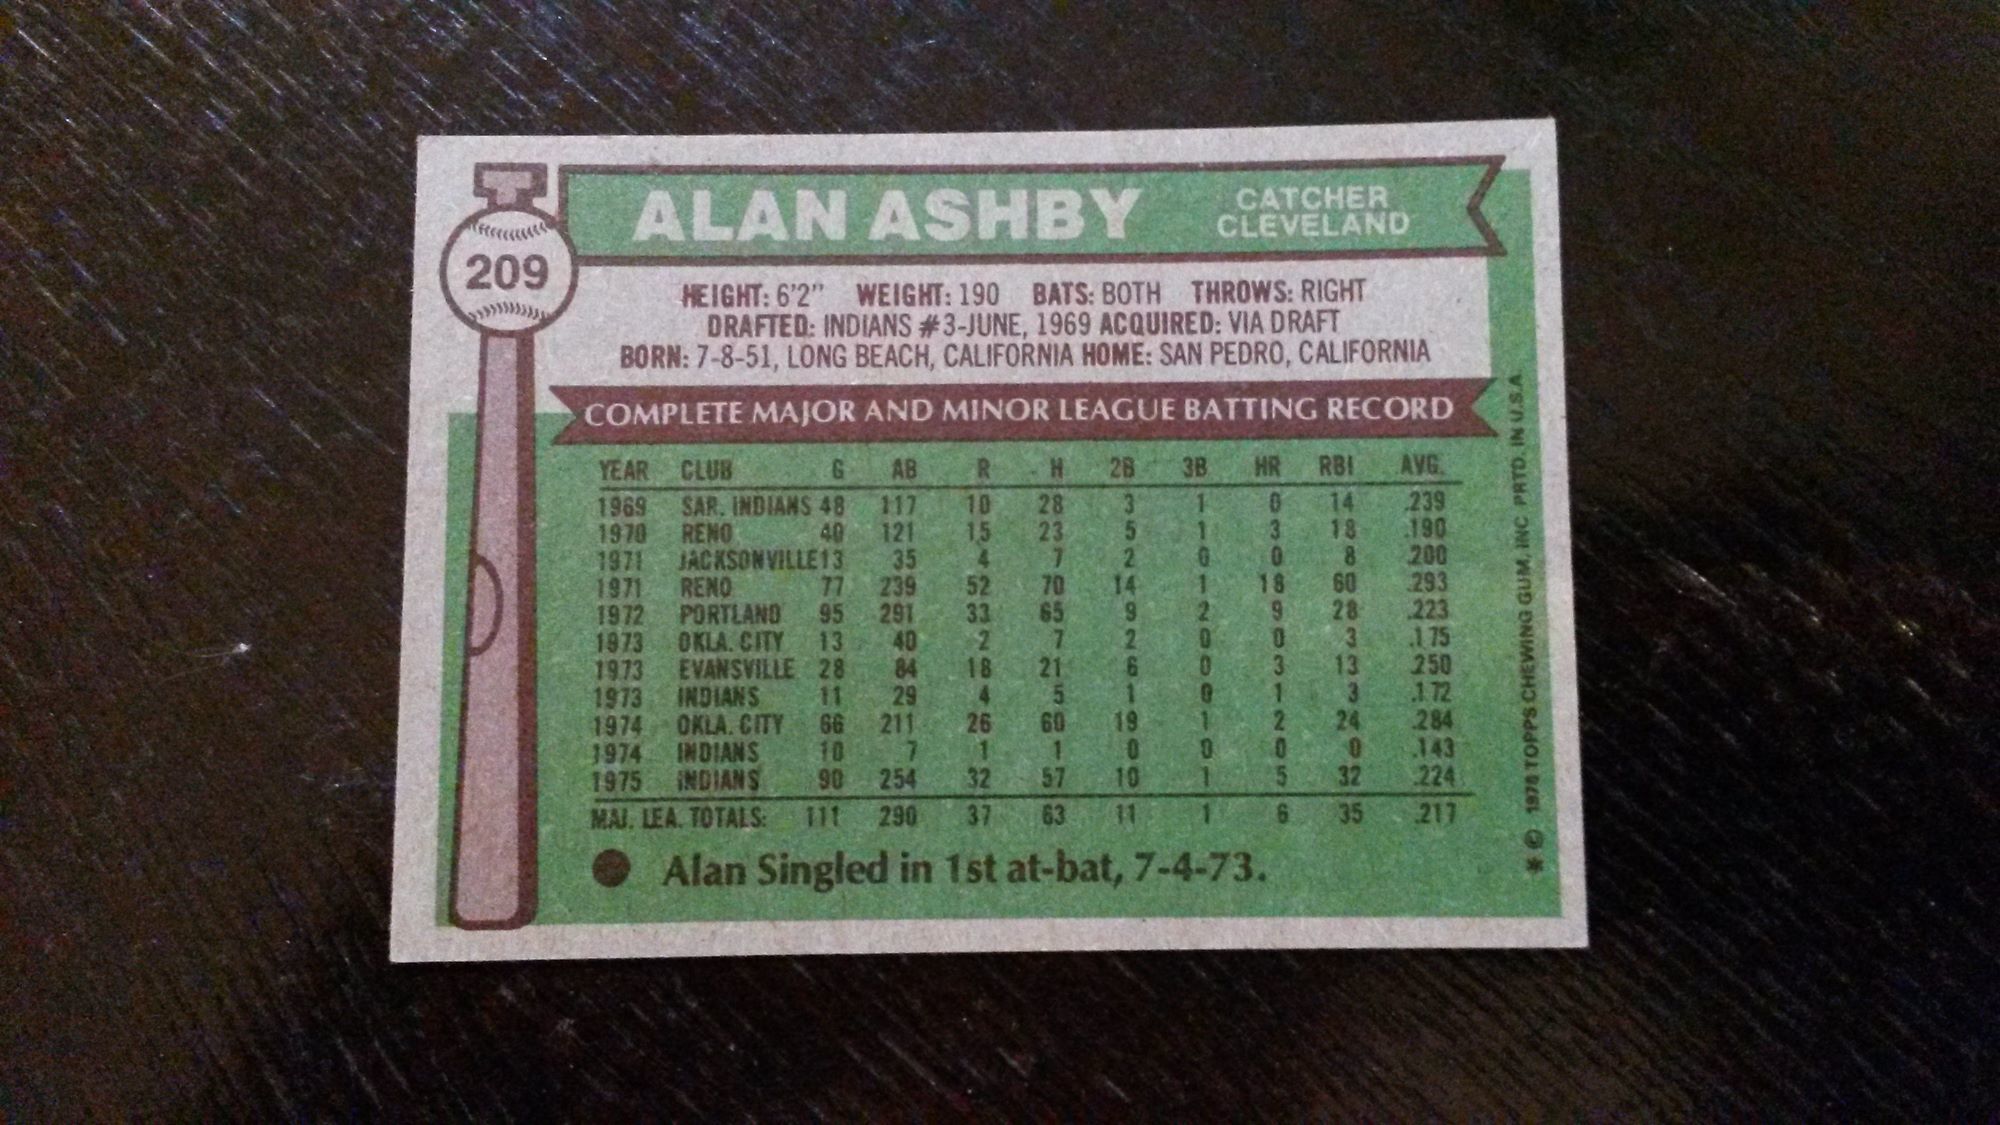 T
209
ALAN ASHBY
CATCHER
CLEVELAND
HEIGHT: 6'2" WEIGHT: 190 BATS: BOTH THROWS: RIGHT
DRAFTED: INDIANS #3-JUNE, 1969 ACQUIRED: VIA DRAFT
BORN: 7-8-51, LONG BEACH, CALIFORNIA HOME: SAN PEDRO, CALIFORNIA
COMPLETE MAJOR AND MINOR LEAGUE BATTING RECORD
YEAR CLUB G AB R H 2B 3B HR RBI AVG.
1969 SAR. INDIANS 48 117 10 28 3 1 0 14 .239
1970 RENO 40 121 15 23 5 1 3 18 .190
1971 JACKSONVILLE 13 35 4 7 2 0 0 8 .200
1971 RENO 77 239 52 70 14 1 18 60 .293
1972 PORTLAND 95 291 33 65 9 2 9 28 .223
1973 OKLA. CITY 13 40 2 7 2 0 0 3 .175
1973 EVANSVILLE 28 84 18 21 6 0 3 13 .250
1973 INDIANS 11 29 4 5 1 0 1 3 .172
1974 OKLA. CITY 66 211 26 60 19 1 2 24 .284
1974 INDIANS 10 7 1 1 0 0 0 0 .143
1975 INDIANS 90 254 32 57 10 1 5 32 .224
MAJ. LEA. TOTALS: 111 290 37 63 11 1 6 35 .217
Alan Singled in 1st at-bat, 7-4-73.
* © 1976 TOPPS CHEWING GUM, INC PRTD. IN U.S.A